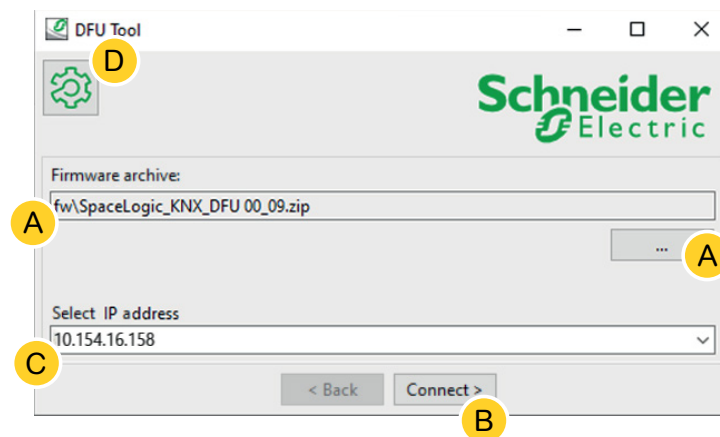 DFU Tool
D
Schneider
Electric
Firmware archive:
fw\SpaceLogic_KNX_DFU 00_09.zip
A
...
A
Select IP address
10.154.16.158
C
< Back
Connect >
B